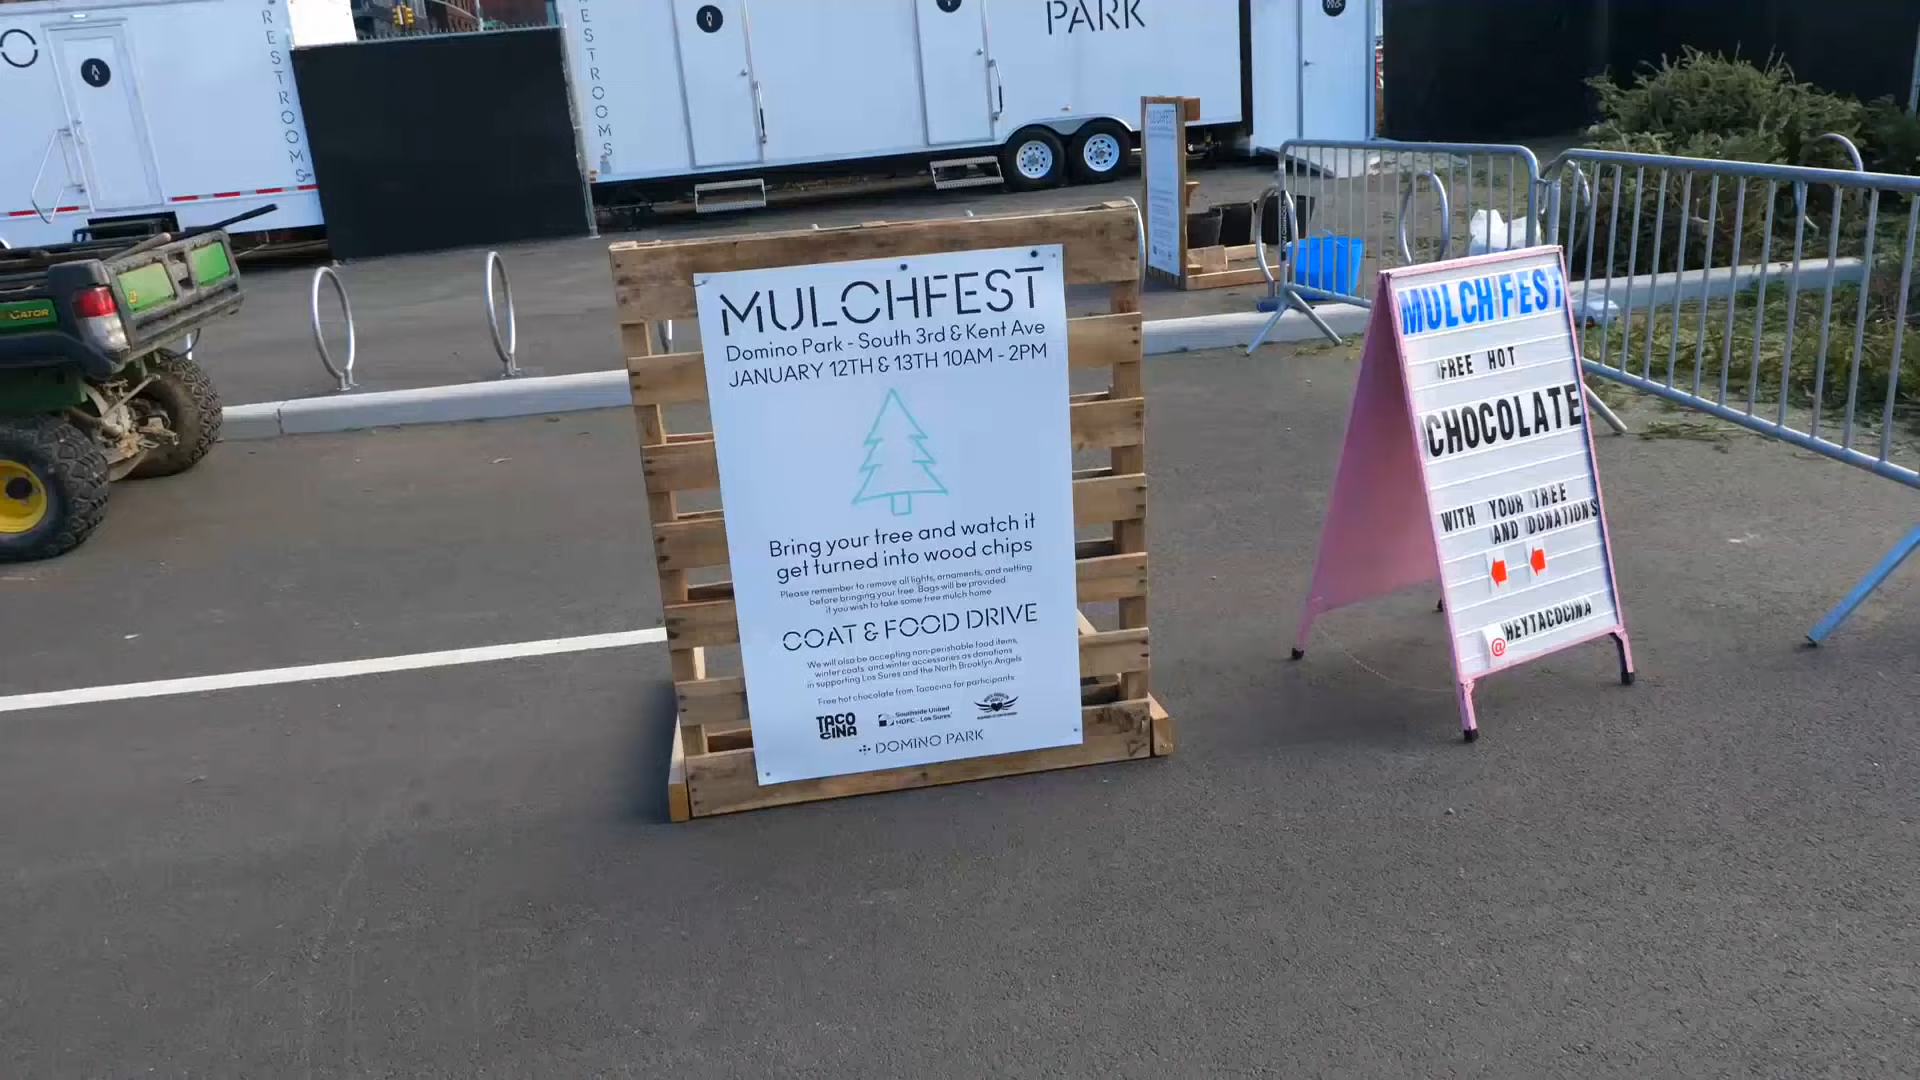 RESTROOMS
RESTROOMS
PARK
GATOR
MULCHFEST
MULCHFEST
Domino Park - South 3rd & Kent Ave
JANUARY 12TH & 13TH 10AM - 2PM
Bring your tree and watch it
get turned into wood chips
Please remember to remove all lights, ornaments, and netting
before bringing your tree. Bags will be provided
if you wish to take some free mulch home
COAT & FOOD DRIVE
We will also be accepting non-perishable food items,
winter coats, and winter accessories as donations
in supporting Los Sures and the North Brooklyn Angels
Free hot chocolate from Tacocina for participants
TACO
CINA
Southside United
HDFC - Los Sures
DOMINO PARK
MULCHFEST
FREE HOT
CHOCOLATE
WITH YOUR TREE
AND DONATIONS
@HEYTACOCINA